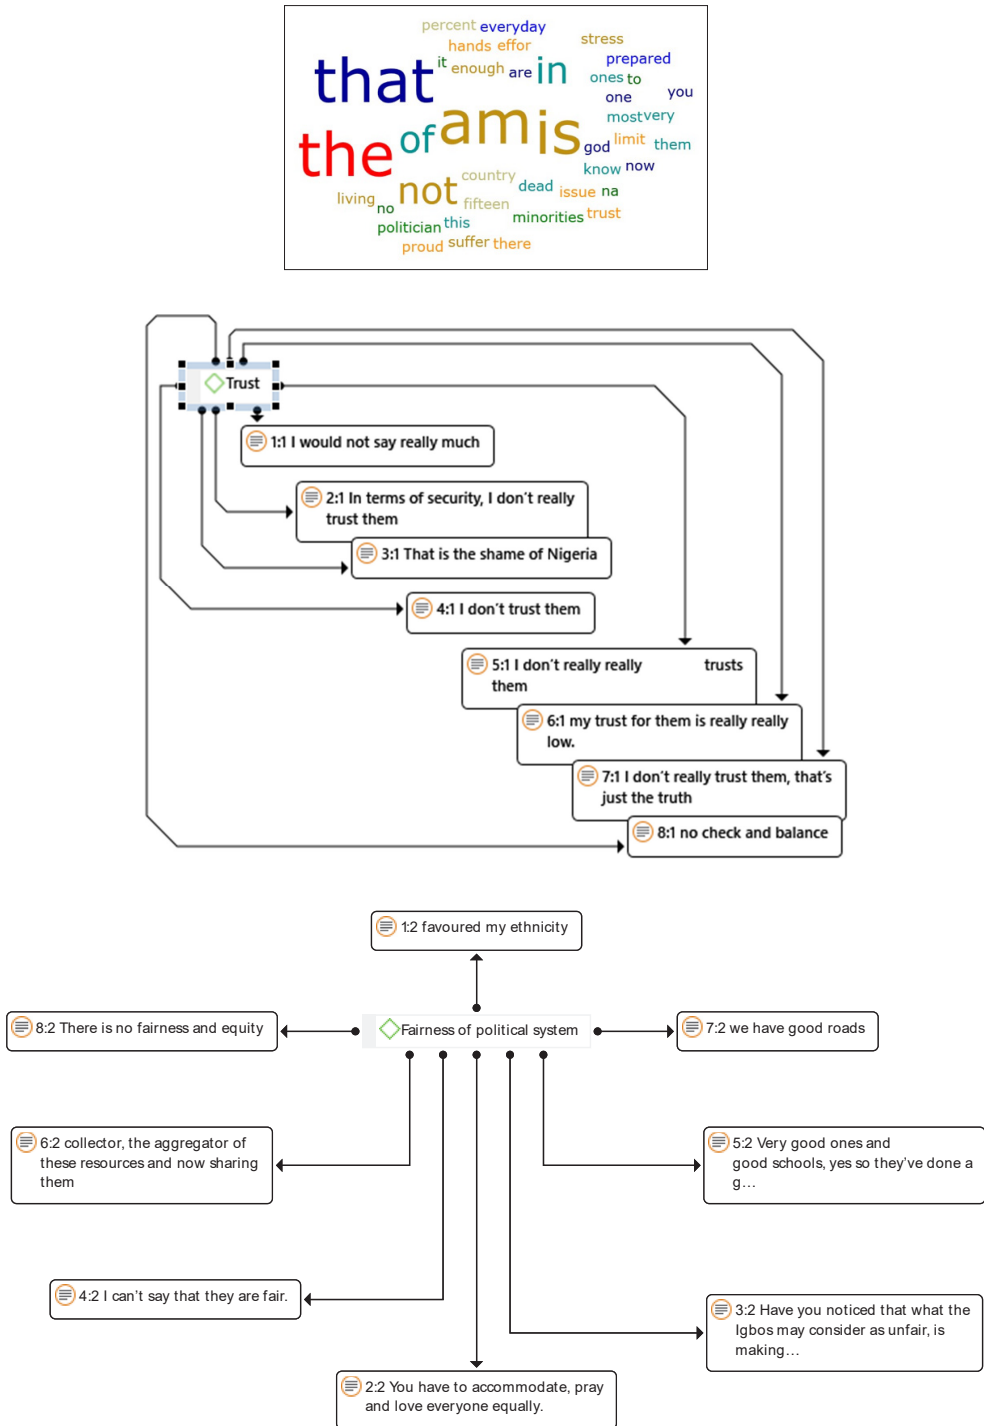 percent everyday
hands effor
stress
that it enough are in
prepared
ones to
one you
most very
the of am is
god limit them
know now
not country
dead issue na
living no fifteen
politician this
minorities trust
proud suffer there
Trust
1:1 I would not say really much
2:1 In terms of security, I don't really
trust them
3:1 That is the shame of Nigeria
4:1 I don't trust them
5:1 I don't really really trusts
them
6:1 my trust for them is really really
low.
7:1 I don't really trust them, that's
just the truth
8:1 no check and balance
1:2 favoured my ethnicity
8:2 There is no fairness and equity
Fairness of political system
7:2 we have good roads
6:2 collector, the aggregator of
these resources and now sharing
them
5:2 Very good ones and
good schools, yes so they've done a
g...
4:2 I can't say that they are fair.
3:2 Have you noticed that what the
Igbos may consider as unfair, is
making...
2:2 You have to accommodate, pray
and love everyone equally.